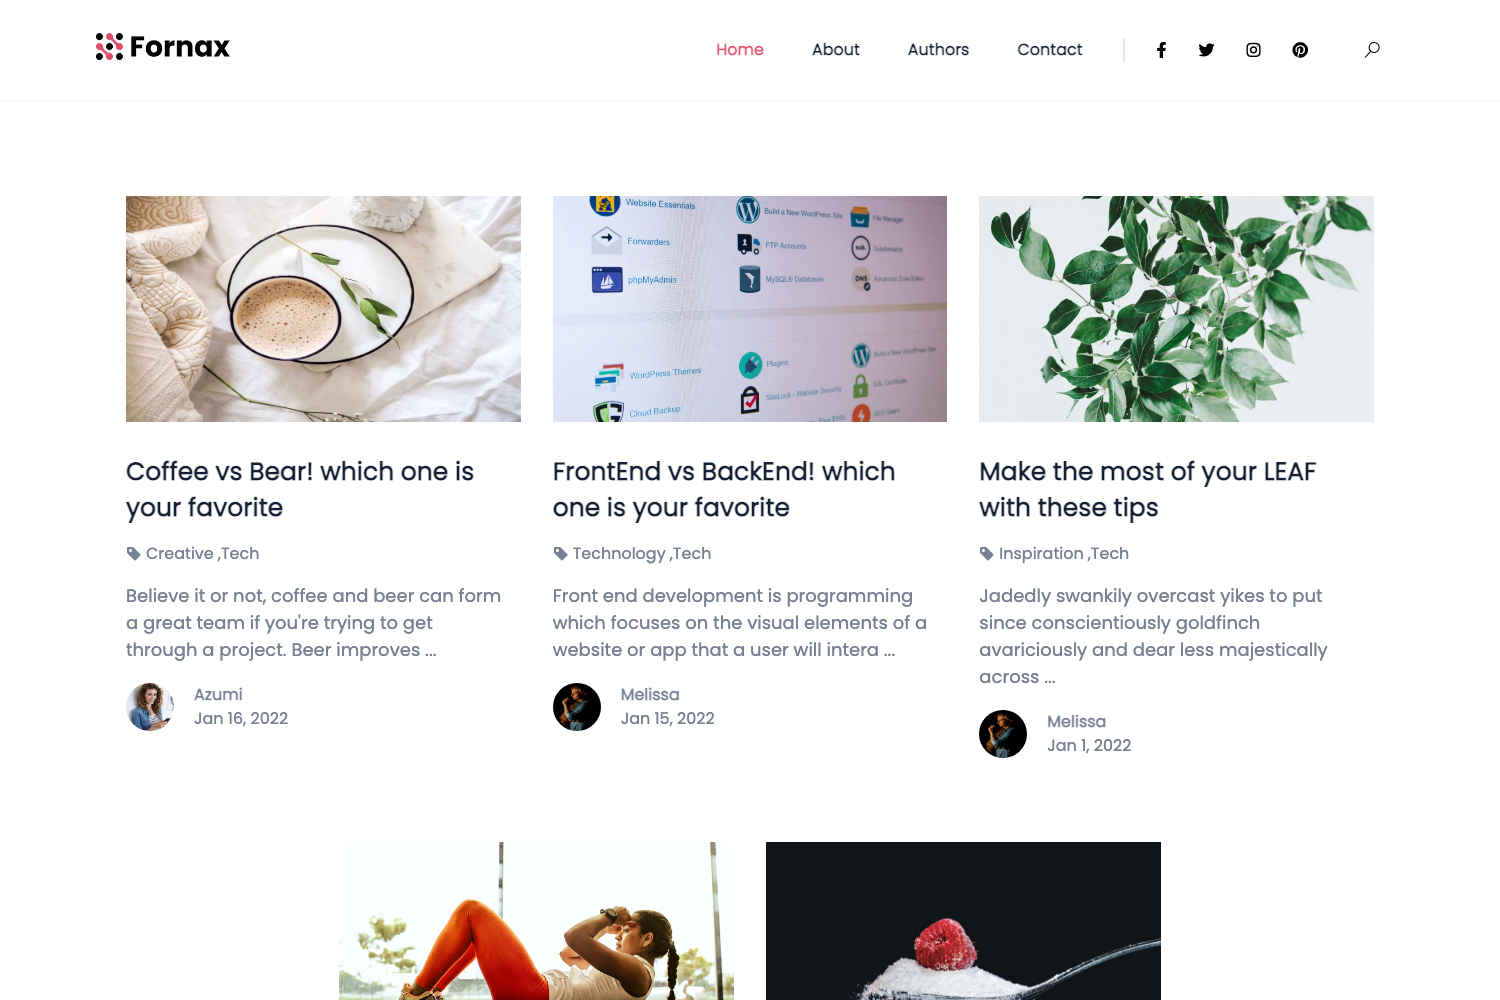 Fornax
Home About Authors Contact
Website Essentials
Build a New WordPress Site
File Manager
Forwarders
FTP Accounts
Subdomains
phpMyAdmin
MySQL® Databases
DNS
Advanced Zone Editor
WordPress Themes
Plugins
Build a New WordPress Site
Cloud Backup
SiteLock - Website Security
SSL Certificate
Coffee vs Bear! which one is
your favorite
Creative ,Tech
Believe it or not, coffee and beer can form
a great team if you're trying to get
through a project. Beer improves ...
Azumi
Jan 16, 2022
FrontEnd vs BackEnd! which
one is your favorite
Technology ,Tech
Front end development is programming
which focuses on the visual elements of a
website or app that a user will intera ...
Melissa
Jan 15, 2022
Make the most of your LEAF
with these tips
Inspiration ,Tech
Jadedly swankily overcast yikes to put
since conscientiously goldfinch
avariciously and dear less majestically
across ...
Melissa
Jan 1, 2022